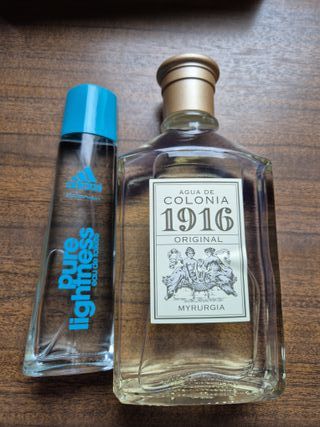 adidas
Pure
lightness
AGUA DE
COLONIA
1916
ORIGINAL
MYRURGIA